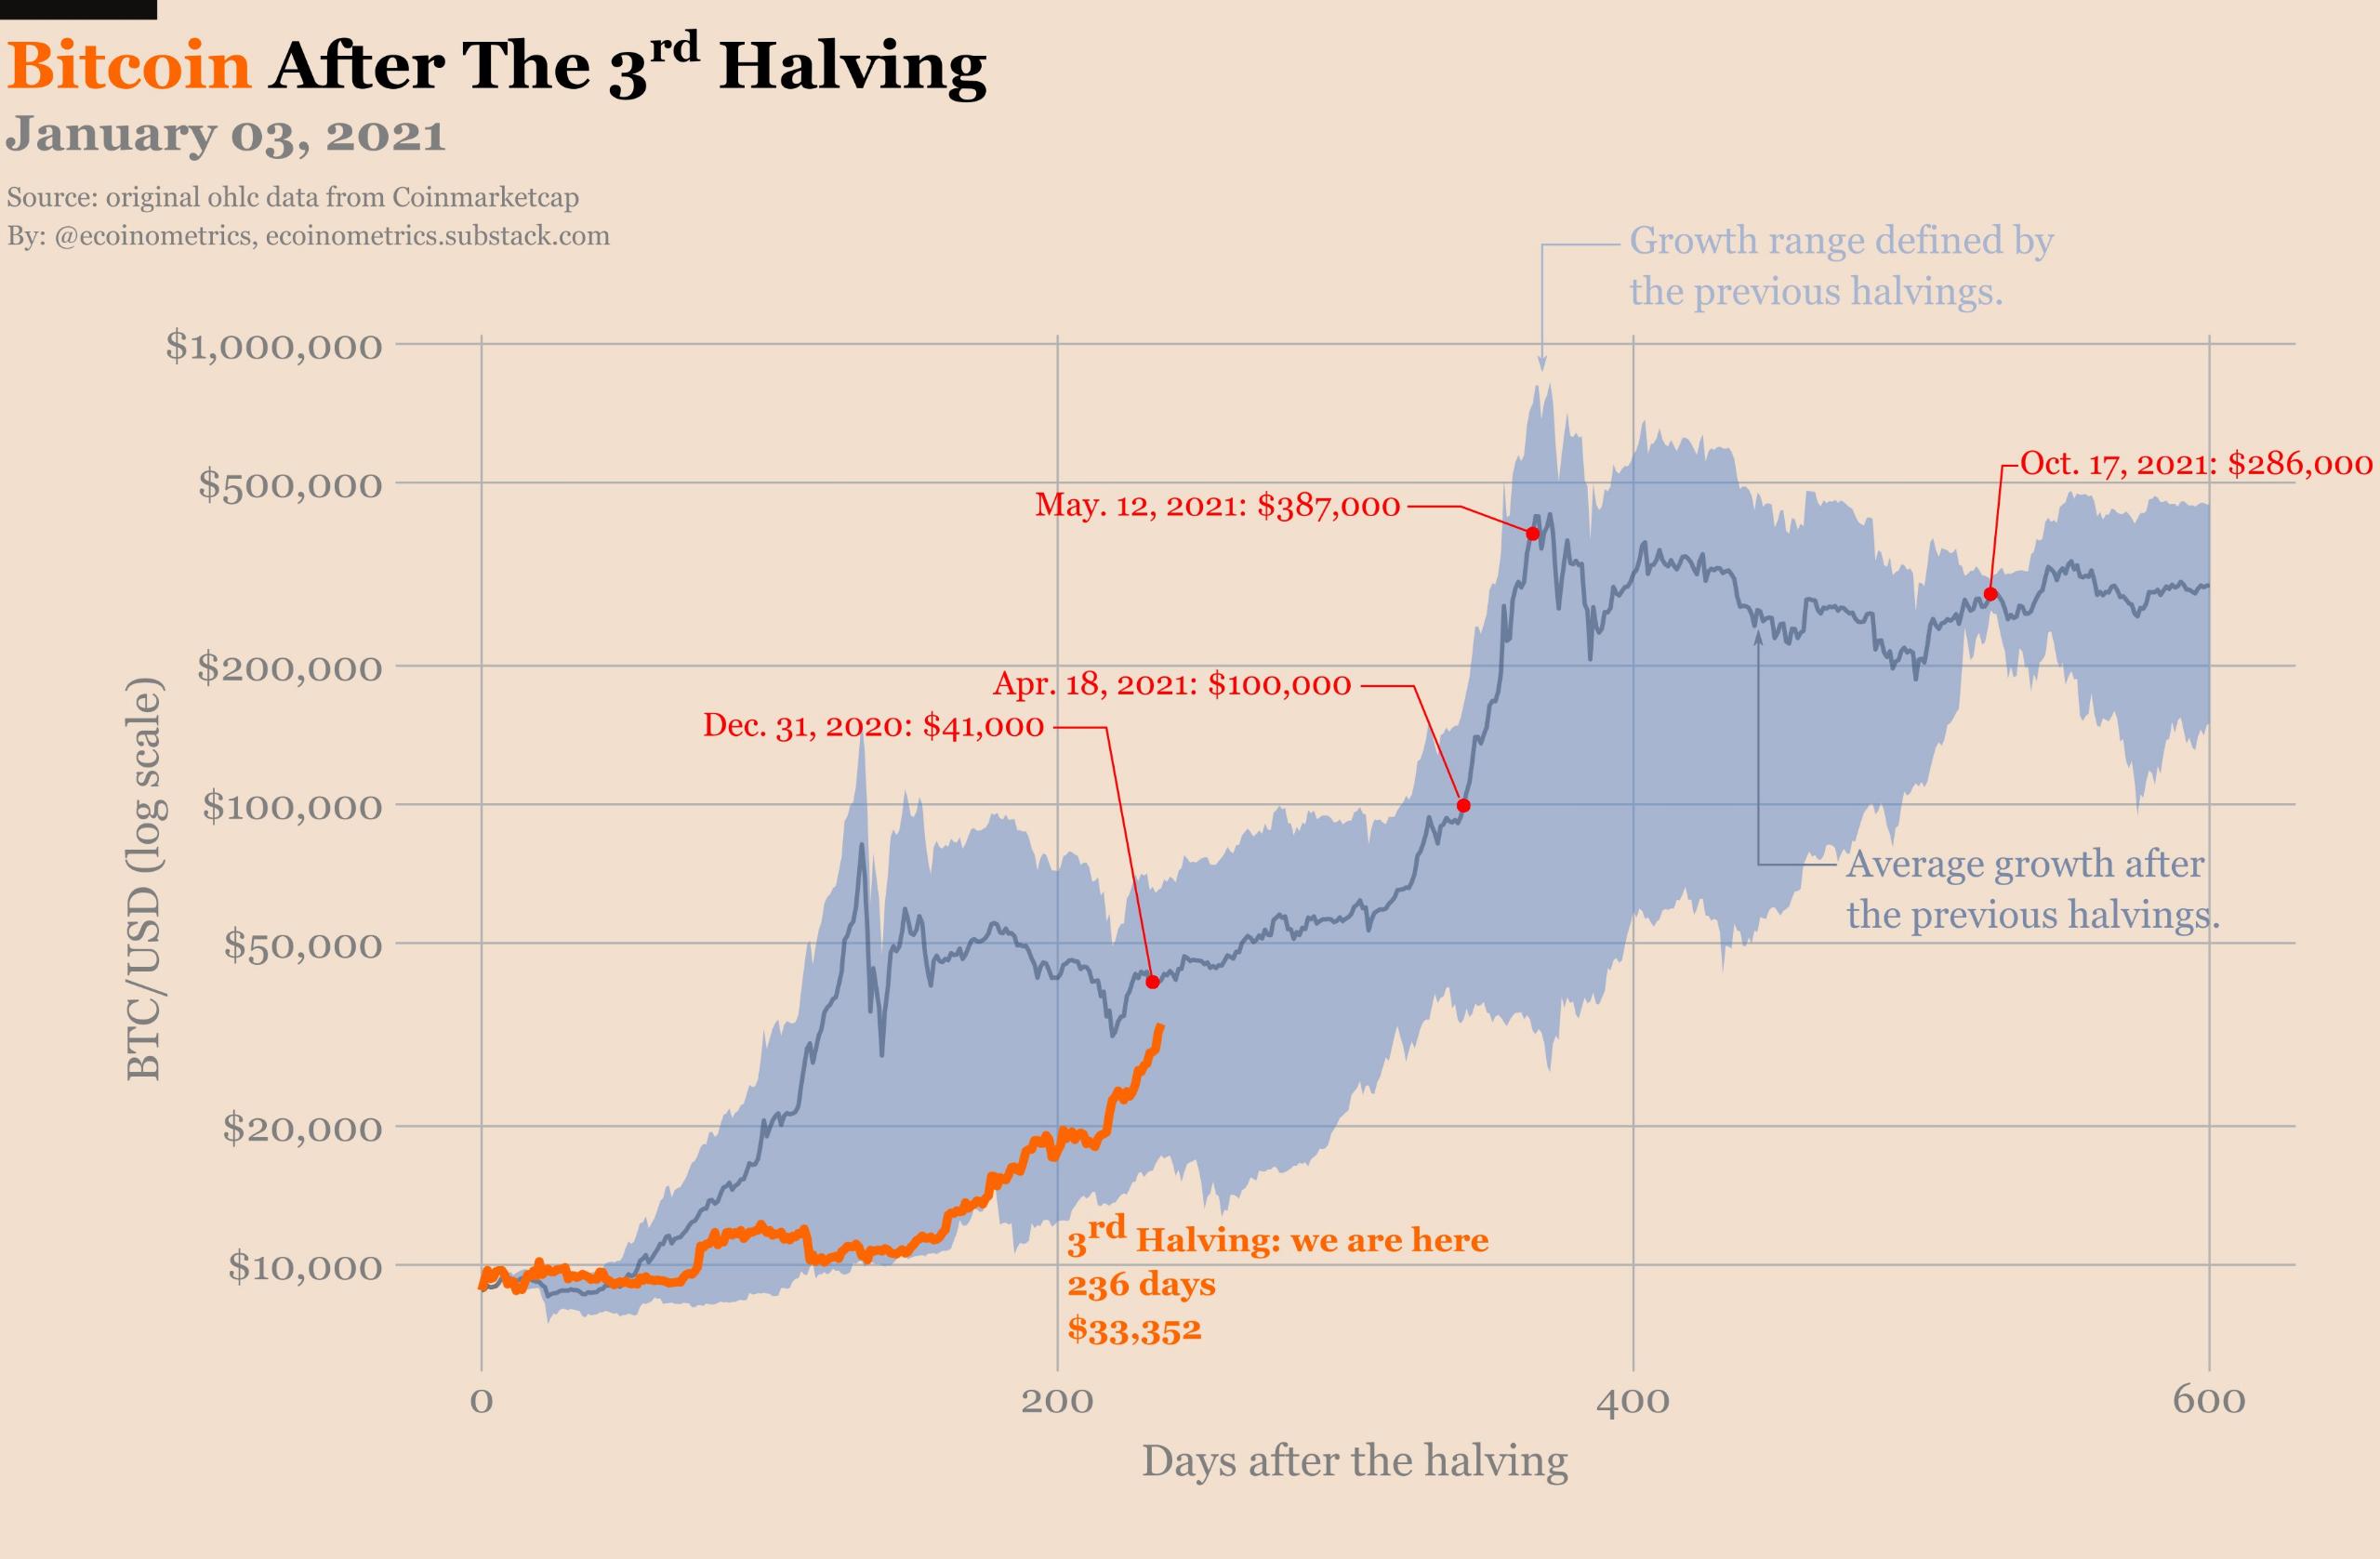 Bitcoin After The 3rd Halving
January 03, 2021
Source: original ohlc data from Coinmarketcap
By: @ecoinometrics, ecoinometrics.substack.com
Growth range defined by
the previous halvings.
$1,000,000
$500,000
$200,000
$100,000
$50,000
$20,000
$10,000
BTC/USD (log scale)
Oct. 17, 2021: $286,000
May. 12, 2021: $387,000
Apr. 18, 2021: $100,000
Dec. 31, 2020: $41,000
Average growth after
the previous halvings.
3rd Halving: we are here
236 days
$33,352
0
200
400
600
Days after the halving